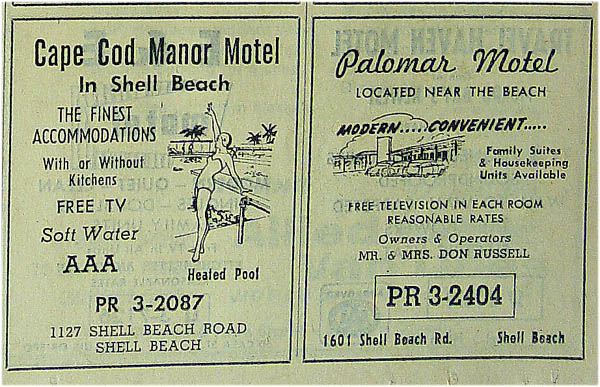 Cape Cod Manor Motel
In Shell Beach
THE FINEST
ACCOMMODATIONS
With or Without
Kitchens
FREE TV
Soft Water
AAA
Heated Pool
PR 3-2087
1127 SHELL BEACH ROAD
SHELL BEACH
Palomar Motel
LOCATED NEAR THE BEACH
MODERN.....CONVENIENT.....
Family Suites
& Housekeeping
Units Available
FREE TELEVISION IN EACH ROOM
REASONABLE RATES
Owners & Operators
MR. & MRS. DON RUSSELL
PR 3-2404
1601 Shell Beach Rd. Shell Beach